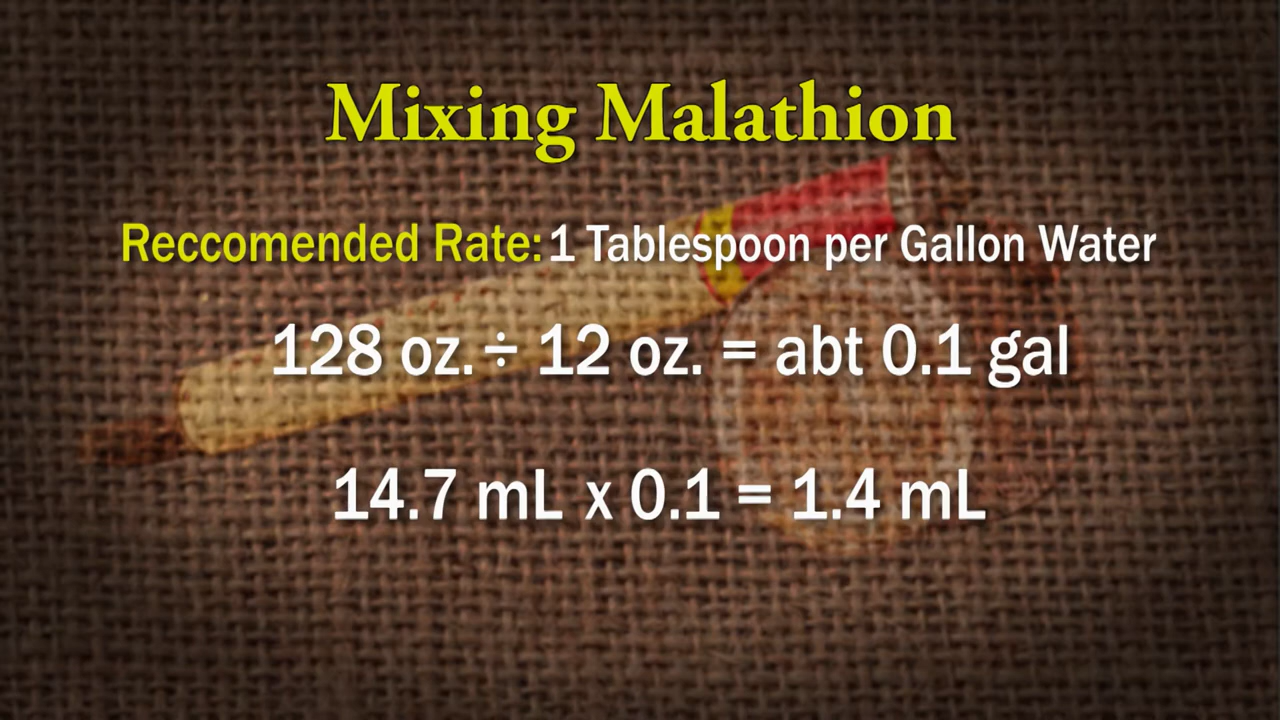 Mixing Malathion
Reccomended Rate: 1 Tablespoon per Gallon Water
128 oz. ÷ 12 oz. = abt 0.1 gal
14.7 mL x 0.1 = 1.4 mL